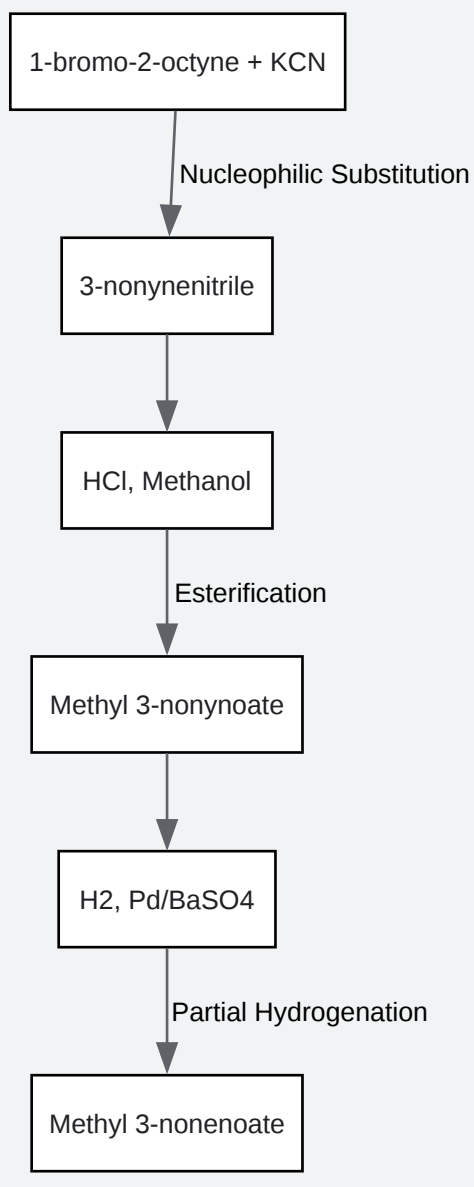 1-bromo-2-octyne + KCN
Nucleophilic Substitution
3-nonynenitrile
HCl, Methanol
Esterification
Methyl 3-nonynoate
H2, Pd/BaSO4
Partial Hydrogenation
Methyl 3-nonenoate